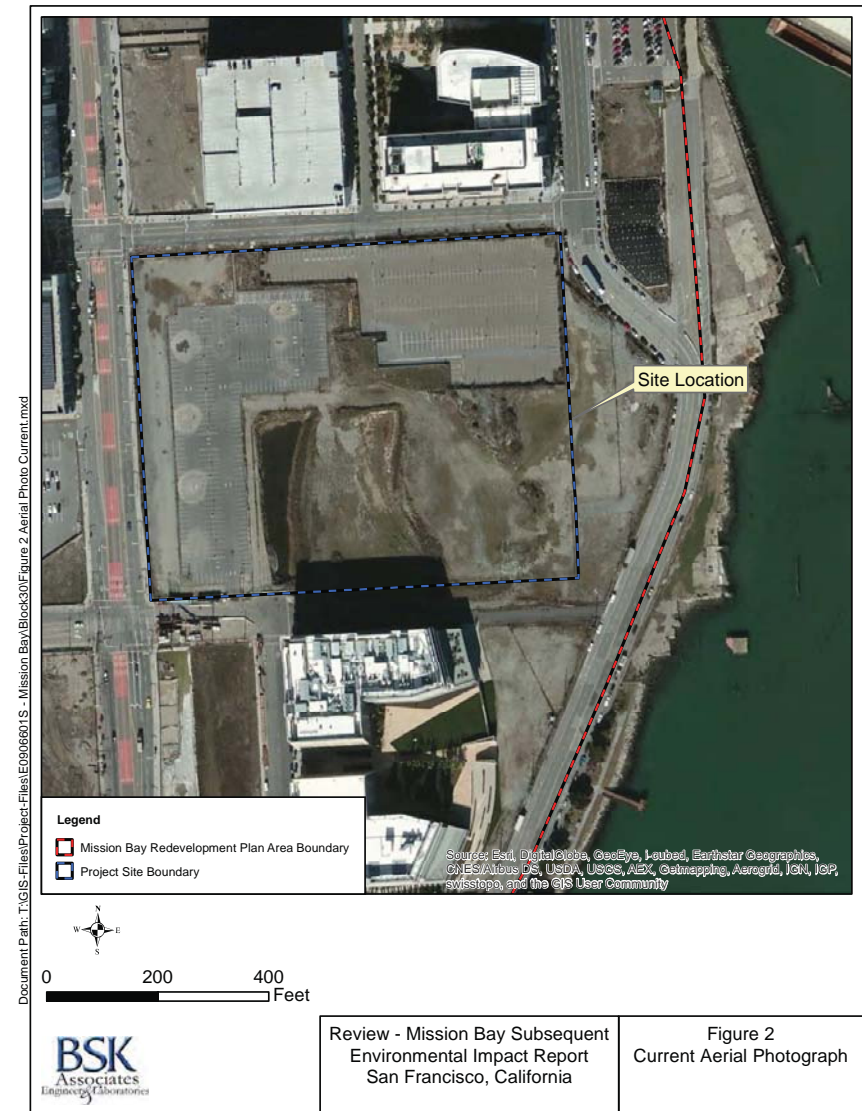 Document Path: T:\GIS-Files\Project-Files\E0906601S - Mission Bay\Block30\Figure 2 Aerial Photo Current.mxd
Site Location
Legend
Mission Bay Redevelopment Plan Area Boundary
Project Site Boundary
Source: Esri, DigitalGlobe, GeoEye, i-cubed, Earthstar Geographics,
CNES/Airbus DS, USDA, USGS, AEX, Getmapping, Aerogrid, IGN, IGP,
swisstopo, and the GIS User Community
N
W E
S
0 200 400
Feet
BSK
Associates
Engineers & Laboratories
Review - Mission Bay Subsequent
Environmental Impact Report
San Francisco, California
Figure 2
Current Aerial Photograph